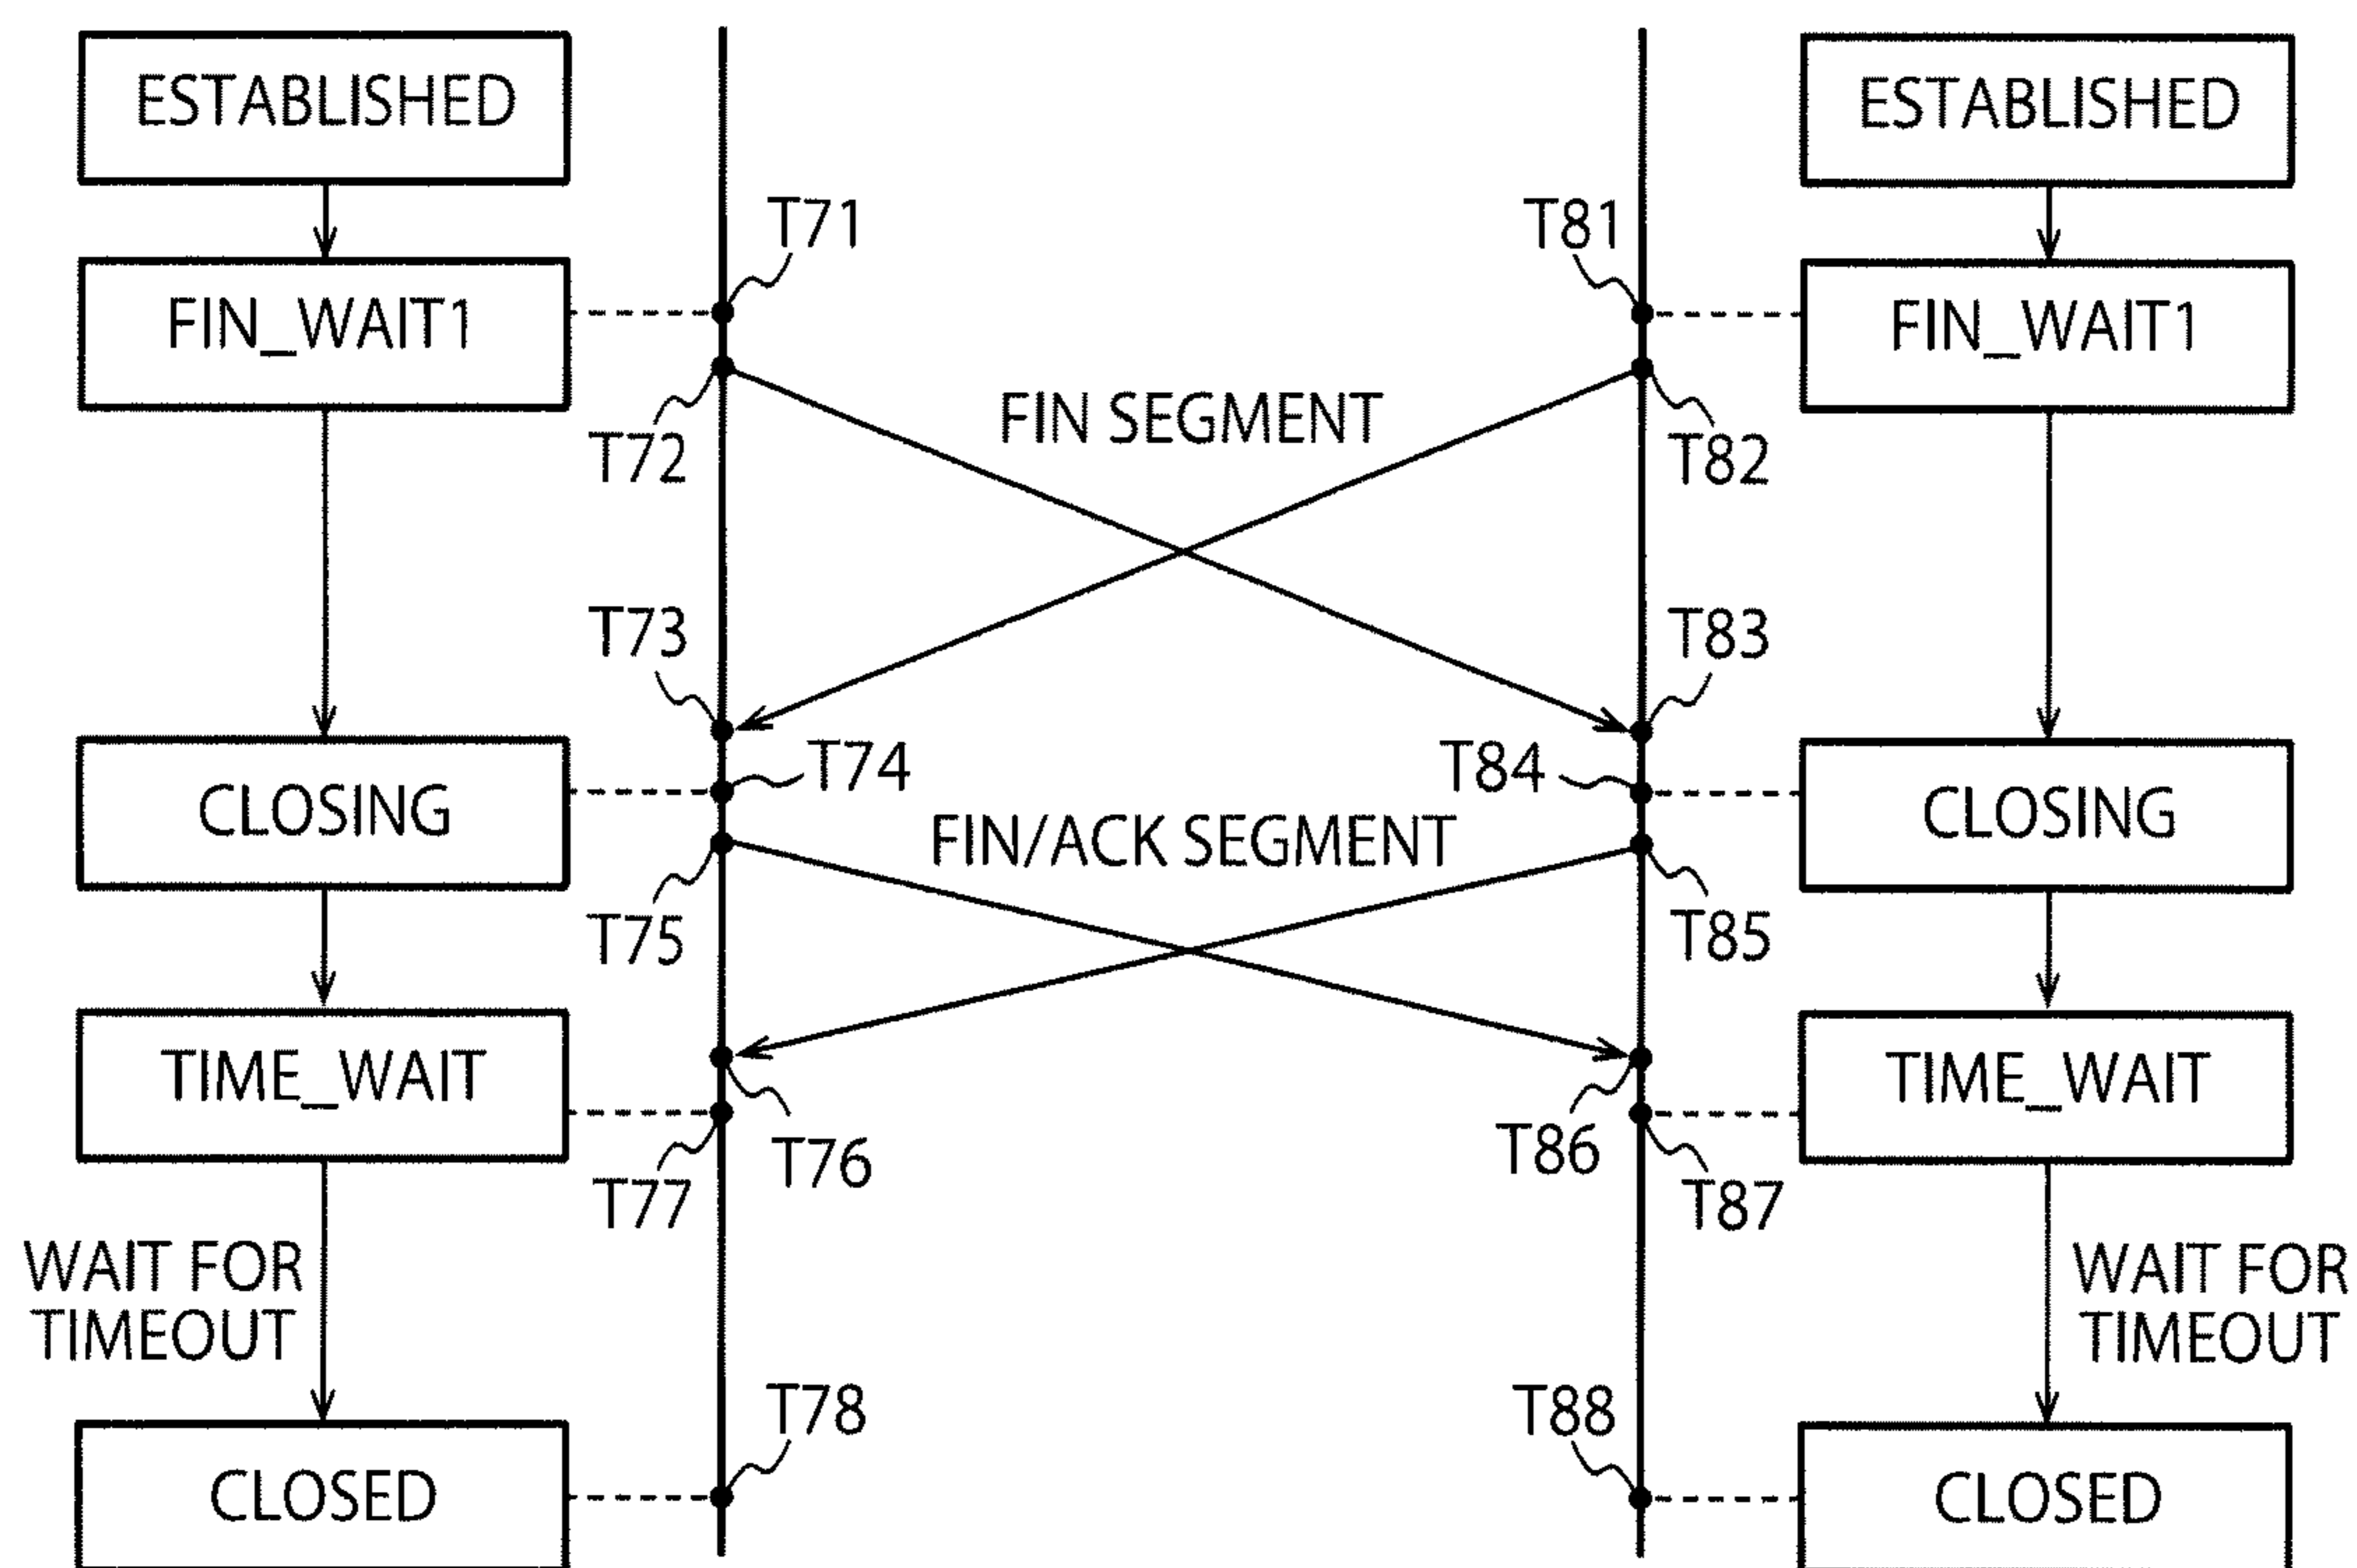 ESTABLISHED
ESTABLISHED
T71
T81
FIN_WAIT1
FIN_WAIT1
FIN SEGMENT
T72
T82
T73
T83
T74
T84
CLOSING
CLOSING
FIN/ACK SEGMENT
T75
T85
TIME_WAIT
TIME_WAIT
T76
T86
T77
T87
WAIT FOR
TIMEOUT
WAIT FOR
TIMEOUT
T78
T88
CLOSED
CLOSED